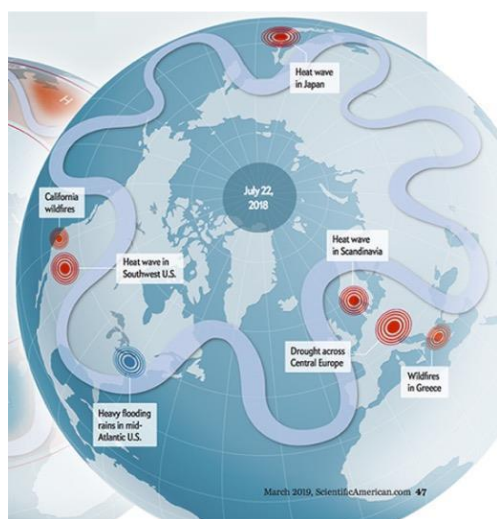 H
Heat wave
in Japan
July 22,
2018
California
wildfires
Heat wave in
Southwest U.S.
Heat wave
in Scandinavia
Drought across
Central Europe
Wildfires
in Greece
Heavy flooding
rains in mid-
Atlantic U.S.
March 2019, ScientificAmerican.com 47